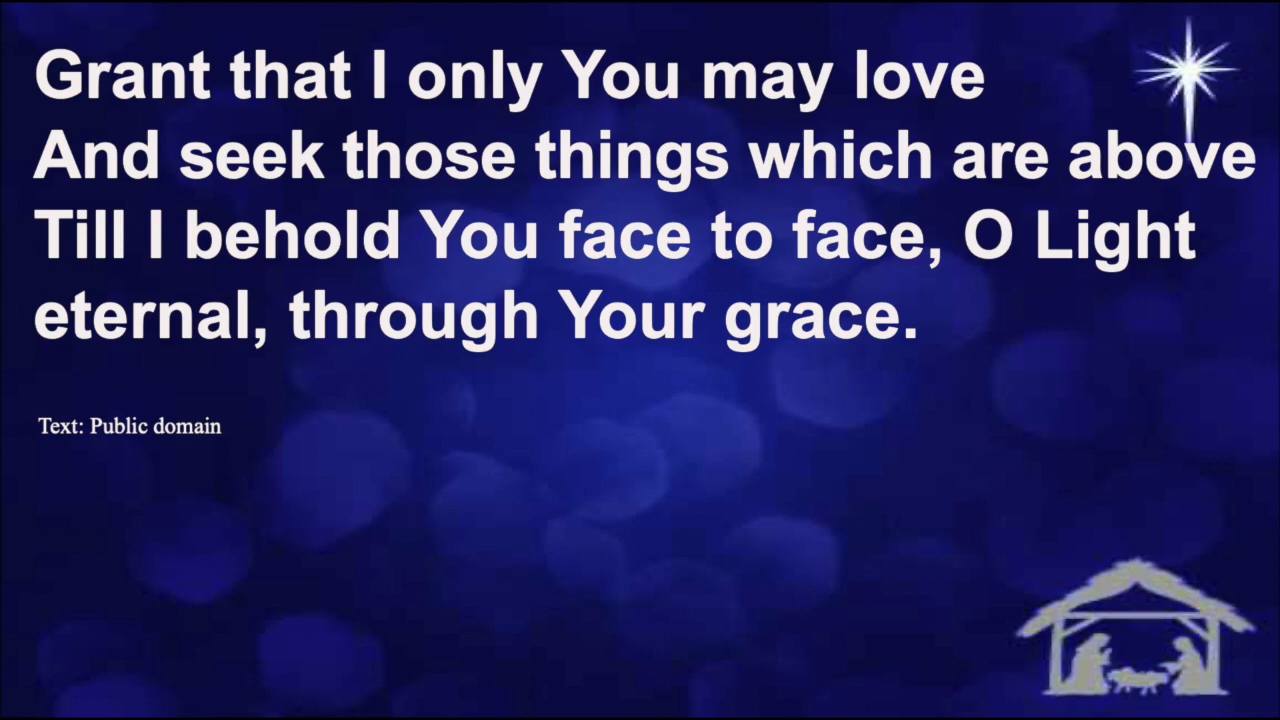 Grant that I only You may love
And seek those things which are above
Till I behold You face to face, O Light
eternal, through Your grace.
Text: Public domain